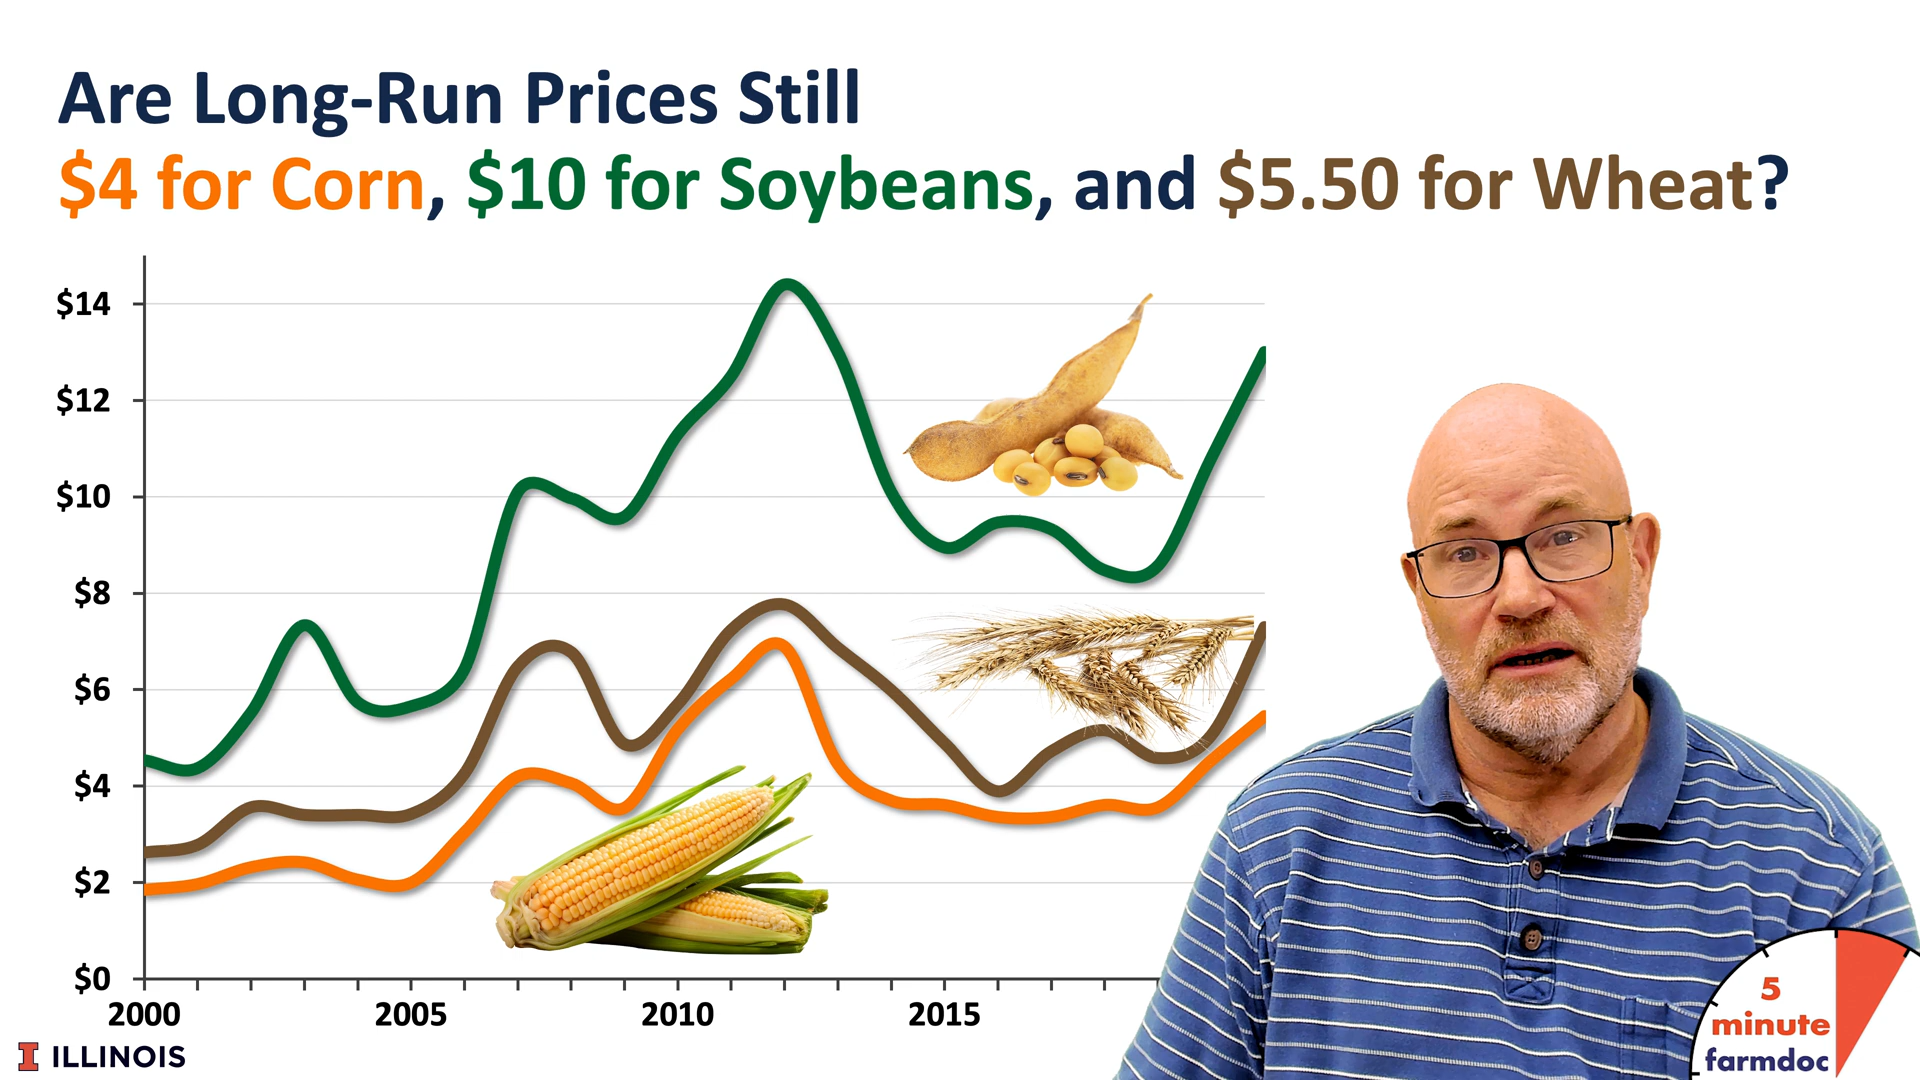 Are Long-Run Prices Still
$4 for Corn, $10 for Soybeans, and $5.50 for Wheat?
$14
$12
$10
$8
$6
$4
$2
$0
2000 2005 2010 2015
I ILLINOIS
5
minute
farmdoc